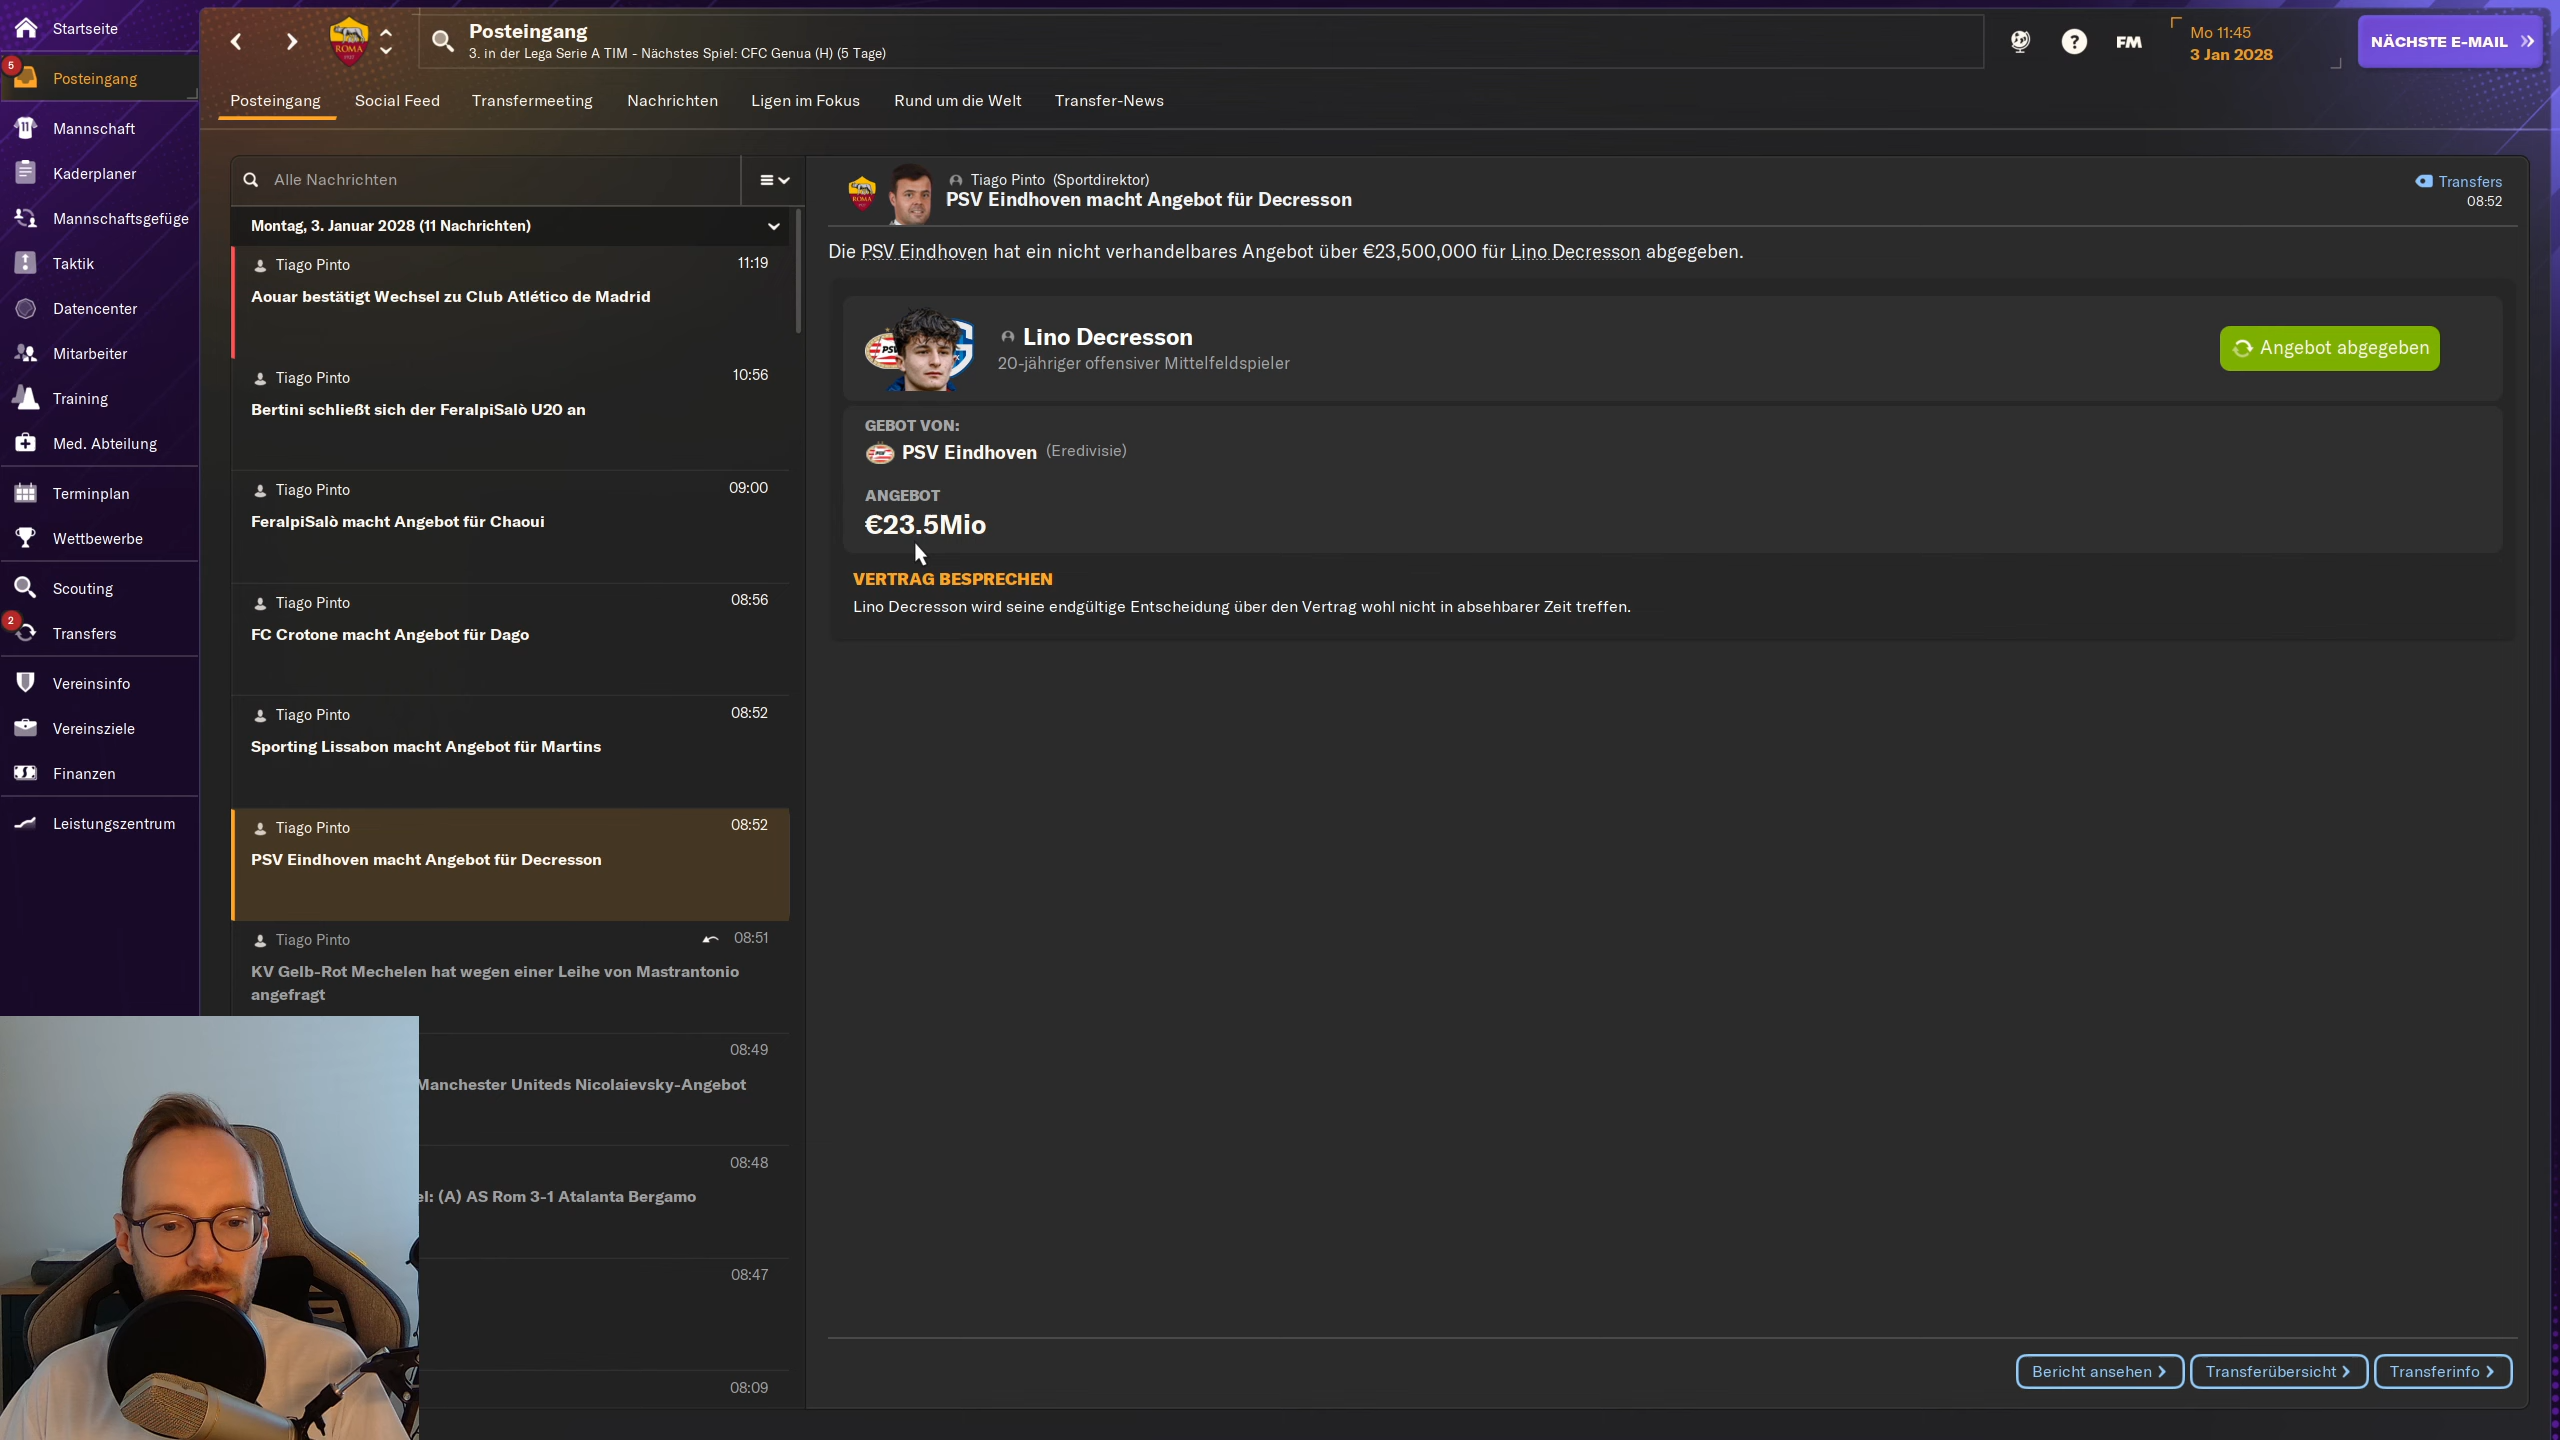 Startseite
5
Posteingang
Mannschaft
Kaderplaner
Mannschaftsgefüge
Taktik
Datencenter
Mitarbeiter
Training
Med. Abteilung
Terminplan
Wettbewerbe
Scouting
2
Transfers
Vereinsinfo
Vereinsziele
Finanzen
Leistungszentrum
ROMA
Posteingang
3. in der Lega Serie A TIM - Nächstes Spiel: CFC Genua (H) (5 Tage)
?
FM
Mo 11:45
3 Jan 2028
NÄCHSTE E-MAIL
Posteingang Social Feed Transfermeeting Nachrichten Ligen im Fokus Rund um die Welt Transfer-News
Alle Nachrichten
Montag, 3. Januar 2028 (11 Nachrichten)
Tiago Pinto 11:19
Aouar bestätigt Wechsel zu Club Atlético de Madrid
Tiago Pinto 10:56
Bertini schließt sich der FeralpiSalò U20 an
Tiago Pinto 09:00
FeralpiSalò macht Angebot für Chaoui
Tiago Pinto 08:56
FC Crotone macht Angebot für Dago
Tiago Pinto 08:52
Sporting Lissabon macht Angebot für Martins
Tiago Pinto 08:52
PSV Eindhoven macht Angebot für Decresson
Tiago Pinto 08:51
KV Gelb-Rot Mechelen hat wegen einer Leihe von Mastrantonio
angefragt
08:49
Manchester Uniteds Nicolaievsky-Angebot
08:48
el: (A) AS Rom 3-1 Atalanta Bergamo
08:47
08:09
Tiago Pinto (Sportdirektor)
PSV Eindhoven macht Angebot für Decresson
Transfers
08:52
Die PSV Eindhoven hat ein nicht verhandelbares Angebot über €23,500,000 für Lino Decresson abgegeben.
Lino Decresson
20-jähriger offensiver Mittelfeldspieler
Angebot abgegeben
GEBOT VON:
PSV Eindhoven (Eredivisie)
ANGEBOT
€23.5Mio
VERTRAG BESPRECHEN
Lino Decresson wird seine endgültige Entscheidung über den Vertrag wohl nicht in absehbarer Zeit treffen.
Bericht ansehen Transferübersicht Transferinfo